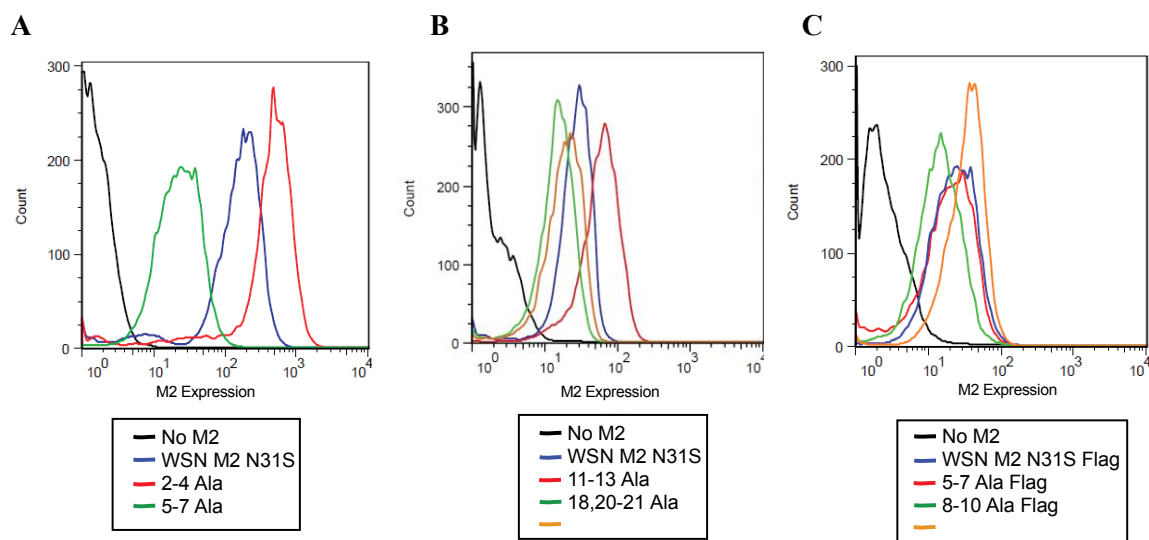 A
B
C
300
200
100
0
Count
10^0
10^1
10^2
10^3
10^4
M2 Expression
No M2
WSN M2 N31S
2-4 Ala
5-7 Ala
300
200
100
0
Count
10^0
10^1
10^2
10^3
10^4
M2 Expression
No M2
WSN M2 N31S
11-13 Ala
18,20-21 Ala
300
200
100
0
Count
10^0
10^1
10^2
10^3
10^4
M2 Expression
No M2
WSN M2 N31S Flag
5-7 Ala Flag
8-10 Ala Flag